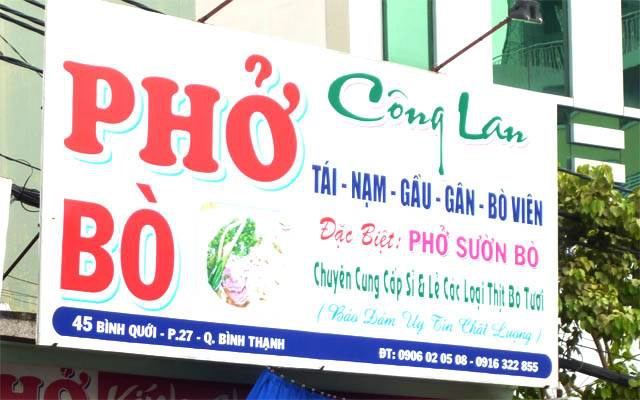 PHỞ
BÒ
Công Lan
TÁI - NẠM - GẦU - GÂN - BÒ VIÊN
Đặc Biệt: PHỞ SƯỜN BÒ
Chuyên Cung Cấp Sỉ & Lẻ Các Loại Thịt Bò Tươi
( Bảo Đảm Uy Tín Chất Lượng )
45 BÌNH QUỚI - P.27 - Q. BÌNH THẠNH
ĐT: 0906 02 05 08 - 0916 322 855
PHỞ